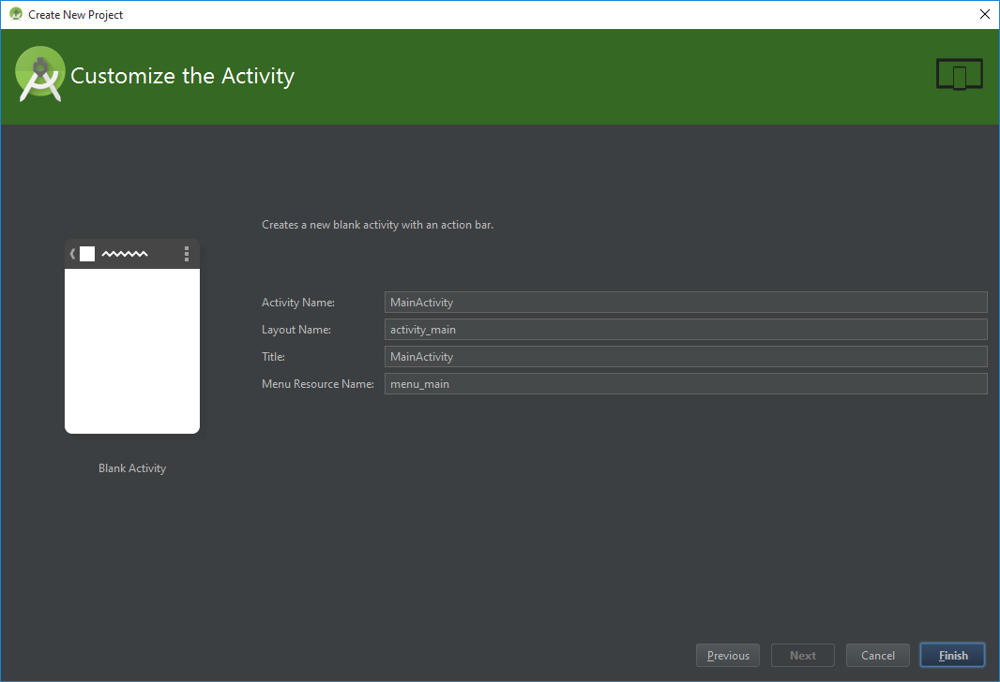 Create New Project
Customize the Activity
Creates a new blank activity with an action bar.
Activity Name: MainActivity
Layout Name: activity_main
Title: MainActivity
Menu Resource Name: menu_main
Blank Activity
Previous Next Cancel Finish